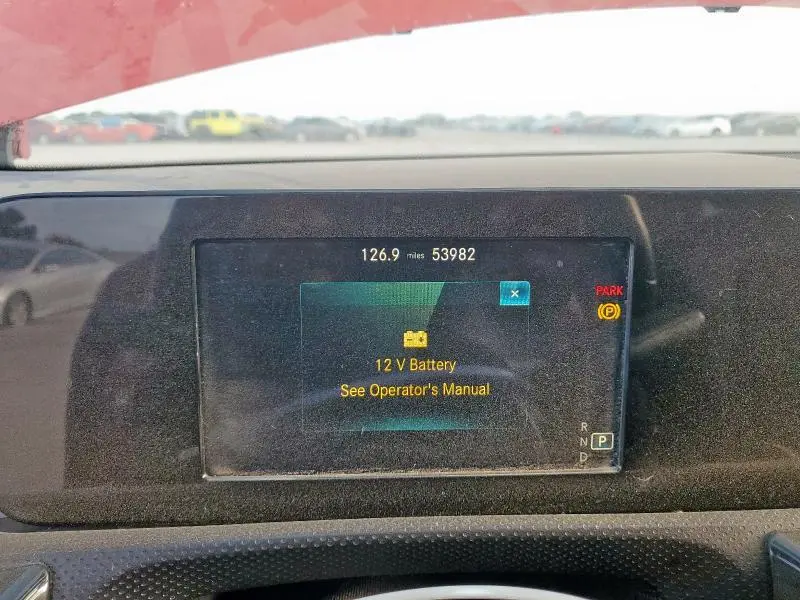 126.9 miles 53982
×
PARK
P
12 V Battery
See Operator's Manual
R
N P
D